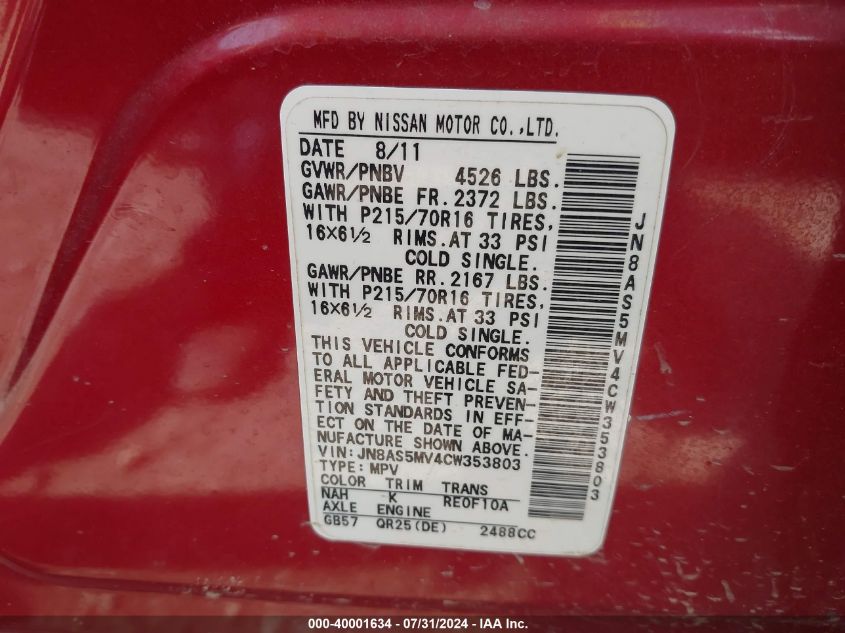 MFD BY NISSAN MOTOR CO.,LTD.
DATE 8/11
GVWR/PNBV 4526 LBS.
GAWR/PNBE FR. 2372 LBS.
WITH P215/70R16 TIRES,
16X6½ RIMS. AT 33 PSI
COLD SINGLE.
GAWR/PNBE RR. 2167 LBS.
WITH P215/70R16 TIRES,
16X6½ RIMS. AT 33 PSI
COLD SINGLE.
THIS VEHICLE CONFORMS
TO ALL APPLICABLE FED-
ERAL MOTOR VEHICLE SA-
FETY AND THEFT PREVEN-
TION STANDARDS IN EFF-
ECT ON THE DATE OF MA-
NUFACTURE SHOWN ABOVE.
VIN: JN8AS5MV4CW353803
TYPE: MPV
COLOR TRIM TRANS
NAH K RE0F10A
AXLE ENGINE
GB57 QR25(DE) 2488CC
JN8AS5MV4CW353803
000-40001634 - 07/31/2024 - IAA Inc.